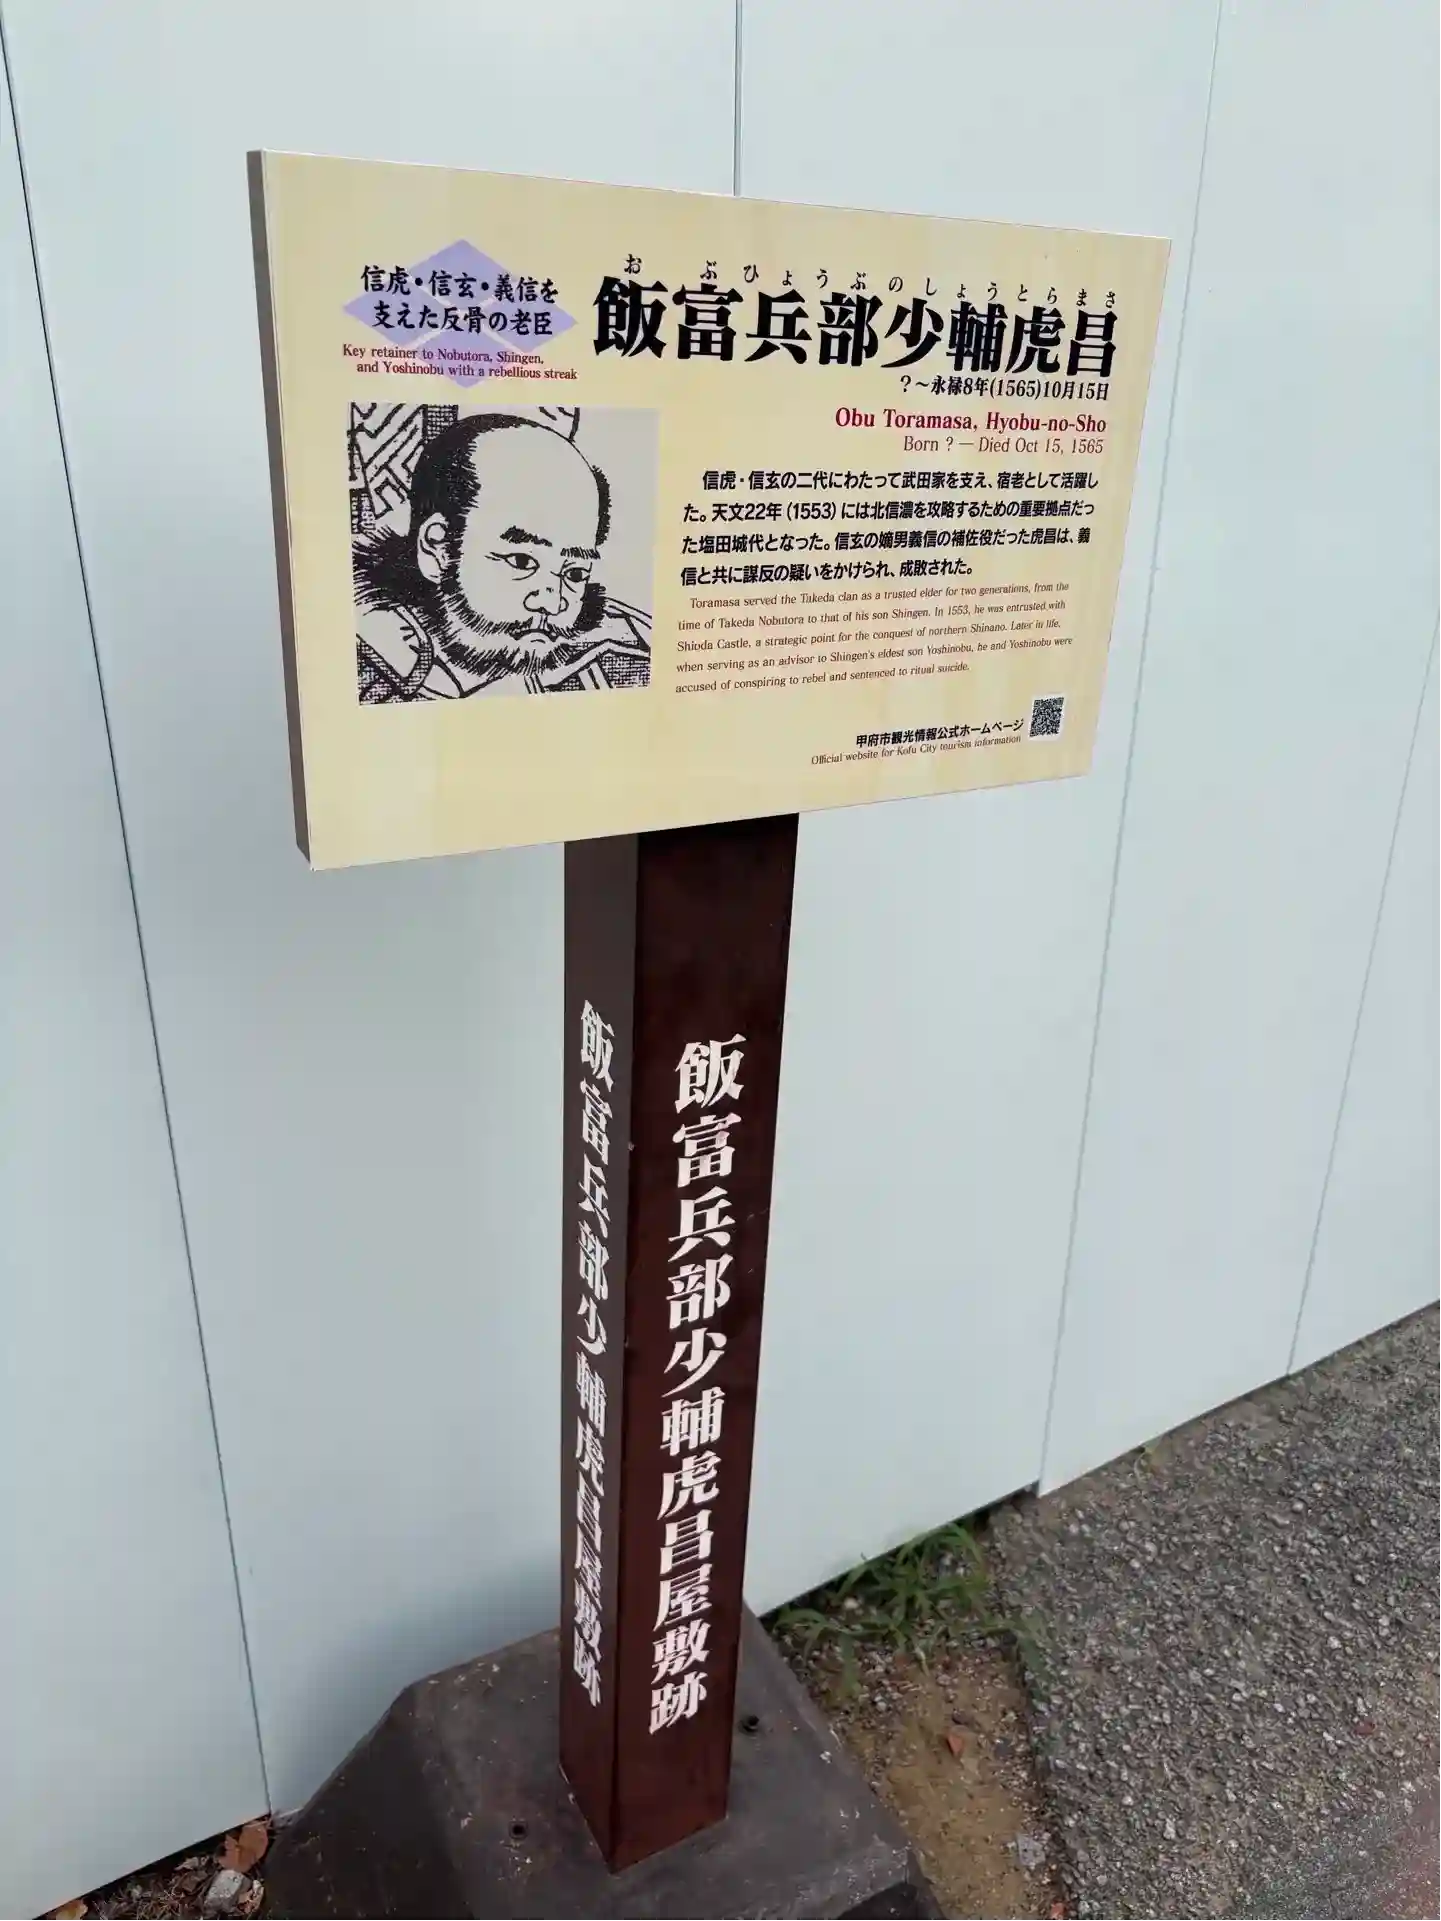 信虎・信玄・義信を
支えた反骨の老臣
Key retainer to Nobutora, Shingen,
and Yoshinobu with a rebellious streak
おぶひょうぶのしょうとらまさ
飯富兵部少輔虎昌
?～永禄8年(1565)10月15日
Obu Toramasa, Hyobu-no-Sho
Born ? — Died Oct 15, 1565
信虎・信玄の二代にわたって武田家を支え、宿老として活躍し
た。天文22年(1553)には北信濃を攻略するための重要拠点だっ
た塩田城代となった。信玄の嫡男義信の補佐役だった虎昌は、義
信と共に謀反の疑いをかけられ、成敗された。
Toramasa served the Takeda clan as a trusted elder for two generations, from the
time of Takeda Nobutora to that of his son Shingen. In 1553, he was entrusted with
Shioda Castle, a strategic point for the conquest of northern Shinano. Later in life,
when serving as an advisor to Shingen's eldest son Yoshinobu, he and Yoshinobu were
accused of conspiring to rebel and sentenced to ritual suicide.
甲府市観光情報公式ホームページ
Official website for Kofu City tourism information
飯富兵部少輔虎昌屋敷跡
飯富兵部少輔虎昌屋敷跡